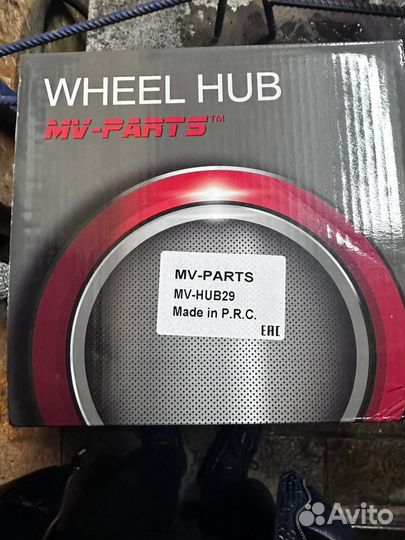 WHEEL HUB
MV-PARTS™
MV-PARTS
MV-HUB29
Made in P.R.C.
EAC
Avito